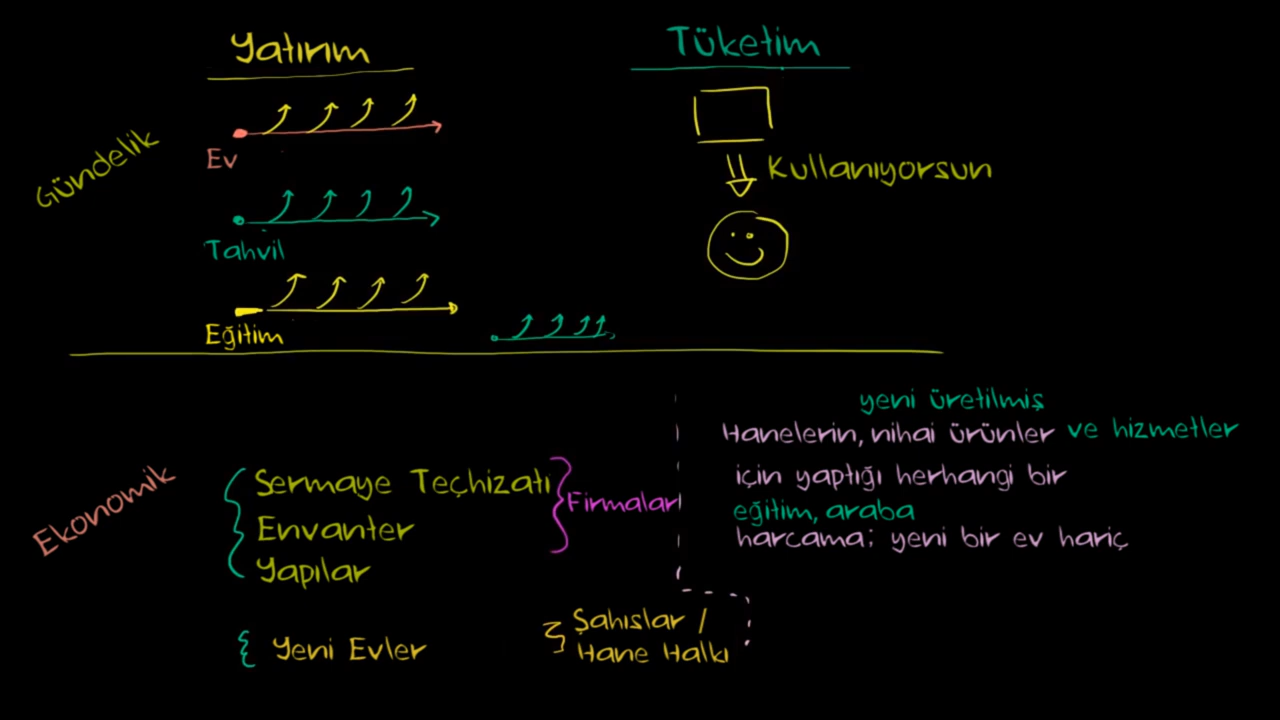 Yatırım
Tüketim
Gündelik
Ev
Kullanıyorsun
Tahvil
Eğitim
Ekonomik
yeni üretilmiş
Hanelerin, nihai ürünler ve hizmetler
için yaptığı herhangi bir
eğitim, araba
harcama; yeni bir ev hariç
Sermaye Teçhizatı
Firmalar
Envanter
Yapılar
Yeni Evler
Şahıslar /
Hane Halkı